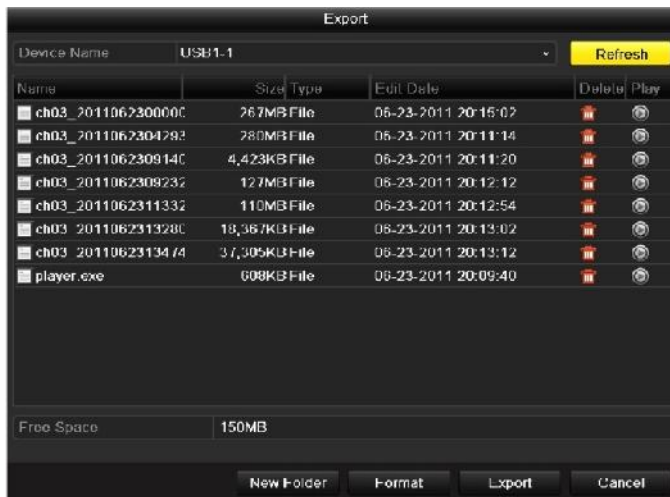 Export
Device Name USB1-1 Refresh
Name Size Type Edit Date Delete Play
ch03_2011062300000 267MB File 06-23-2011 20:15:02
ch03_2011062304293 280MB File 06-23-2011 20:11:14
ch03_201106230914 4,423KB File 06-23-2011 20:11:20
ch03_2011062309232 127MB File 06-23-2011 20:12:12
ch03_2011062311332 110MB File 06-23-2011 20:12:54
ch03_201106231328 18,367KB File 06-23-2011 20:13:02
ch03_2011062313474 37,305KB File 06-23-2011 20:13:12
player.exe 608KB File 06-23-2011 20:09:40
Free Space 150MB
New Folder Format Export Cancel